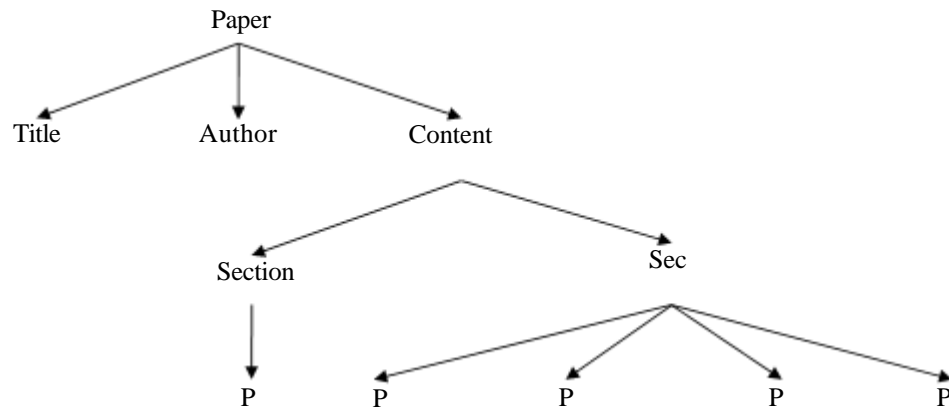 Paper
Title Author Content
Section Sec
P P P P P